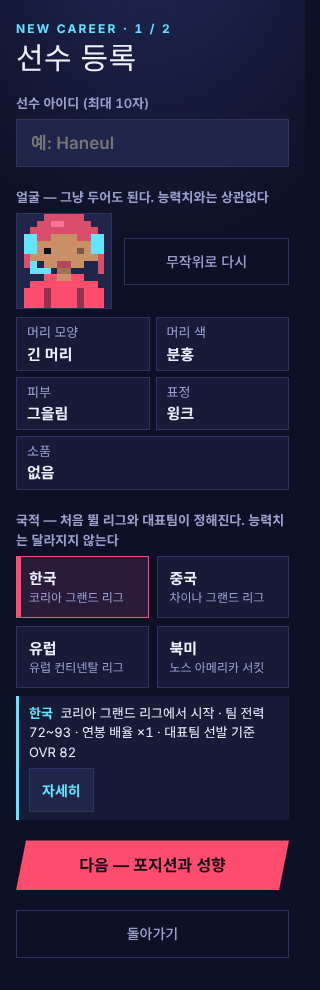 NEW CAREER · 1 / 2
선수 등록
선수 아이디 (최대 10자)
예: Haneul
얼굴 — 그냥 두어도 된다. 능력치와는 상관없다
무작위로 다시
머리 모양
긴 머리
머리 색
분홍
피부
그을림
표정
윙크
소품
없음
국적 — 처음 뛸 리그와 대표팀이 정해진다. 능력치
는 달라지지 않는다
한국
코리아 그랜드 리그
중국
차이나 그랜드 리그
유럽
유럽 컨티넨탈 리그
북미
노스 아메리카 서킷
한국 코리아 그랜드 리그에서 시작 · 팀 전력
72~93 · 연봉 배율 ×1 · 대표팀 선발 기준
OVR 82
자세히
다음 — 포지션과 성향
돌아가기